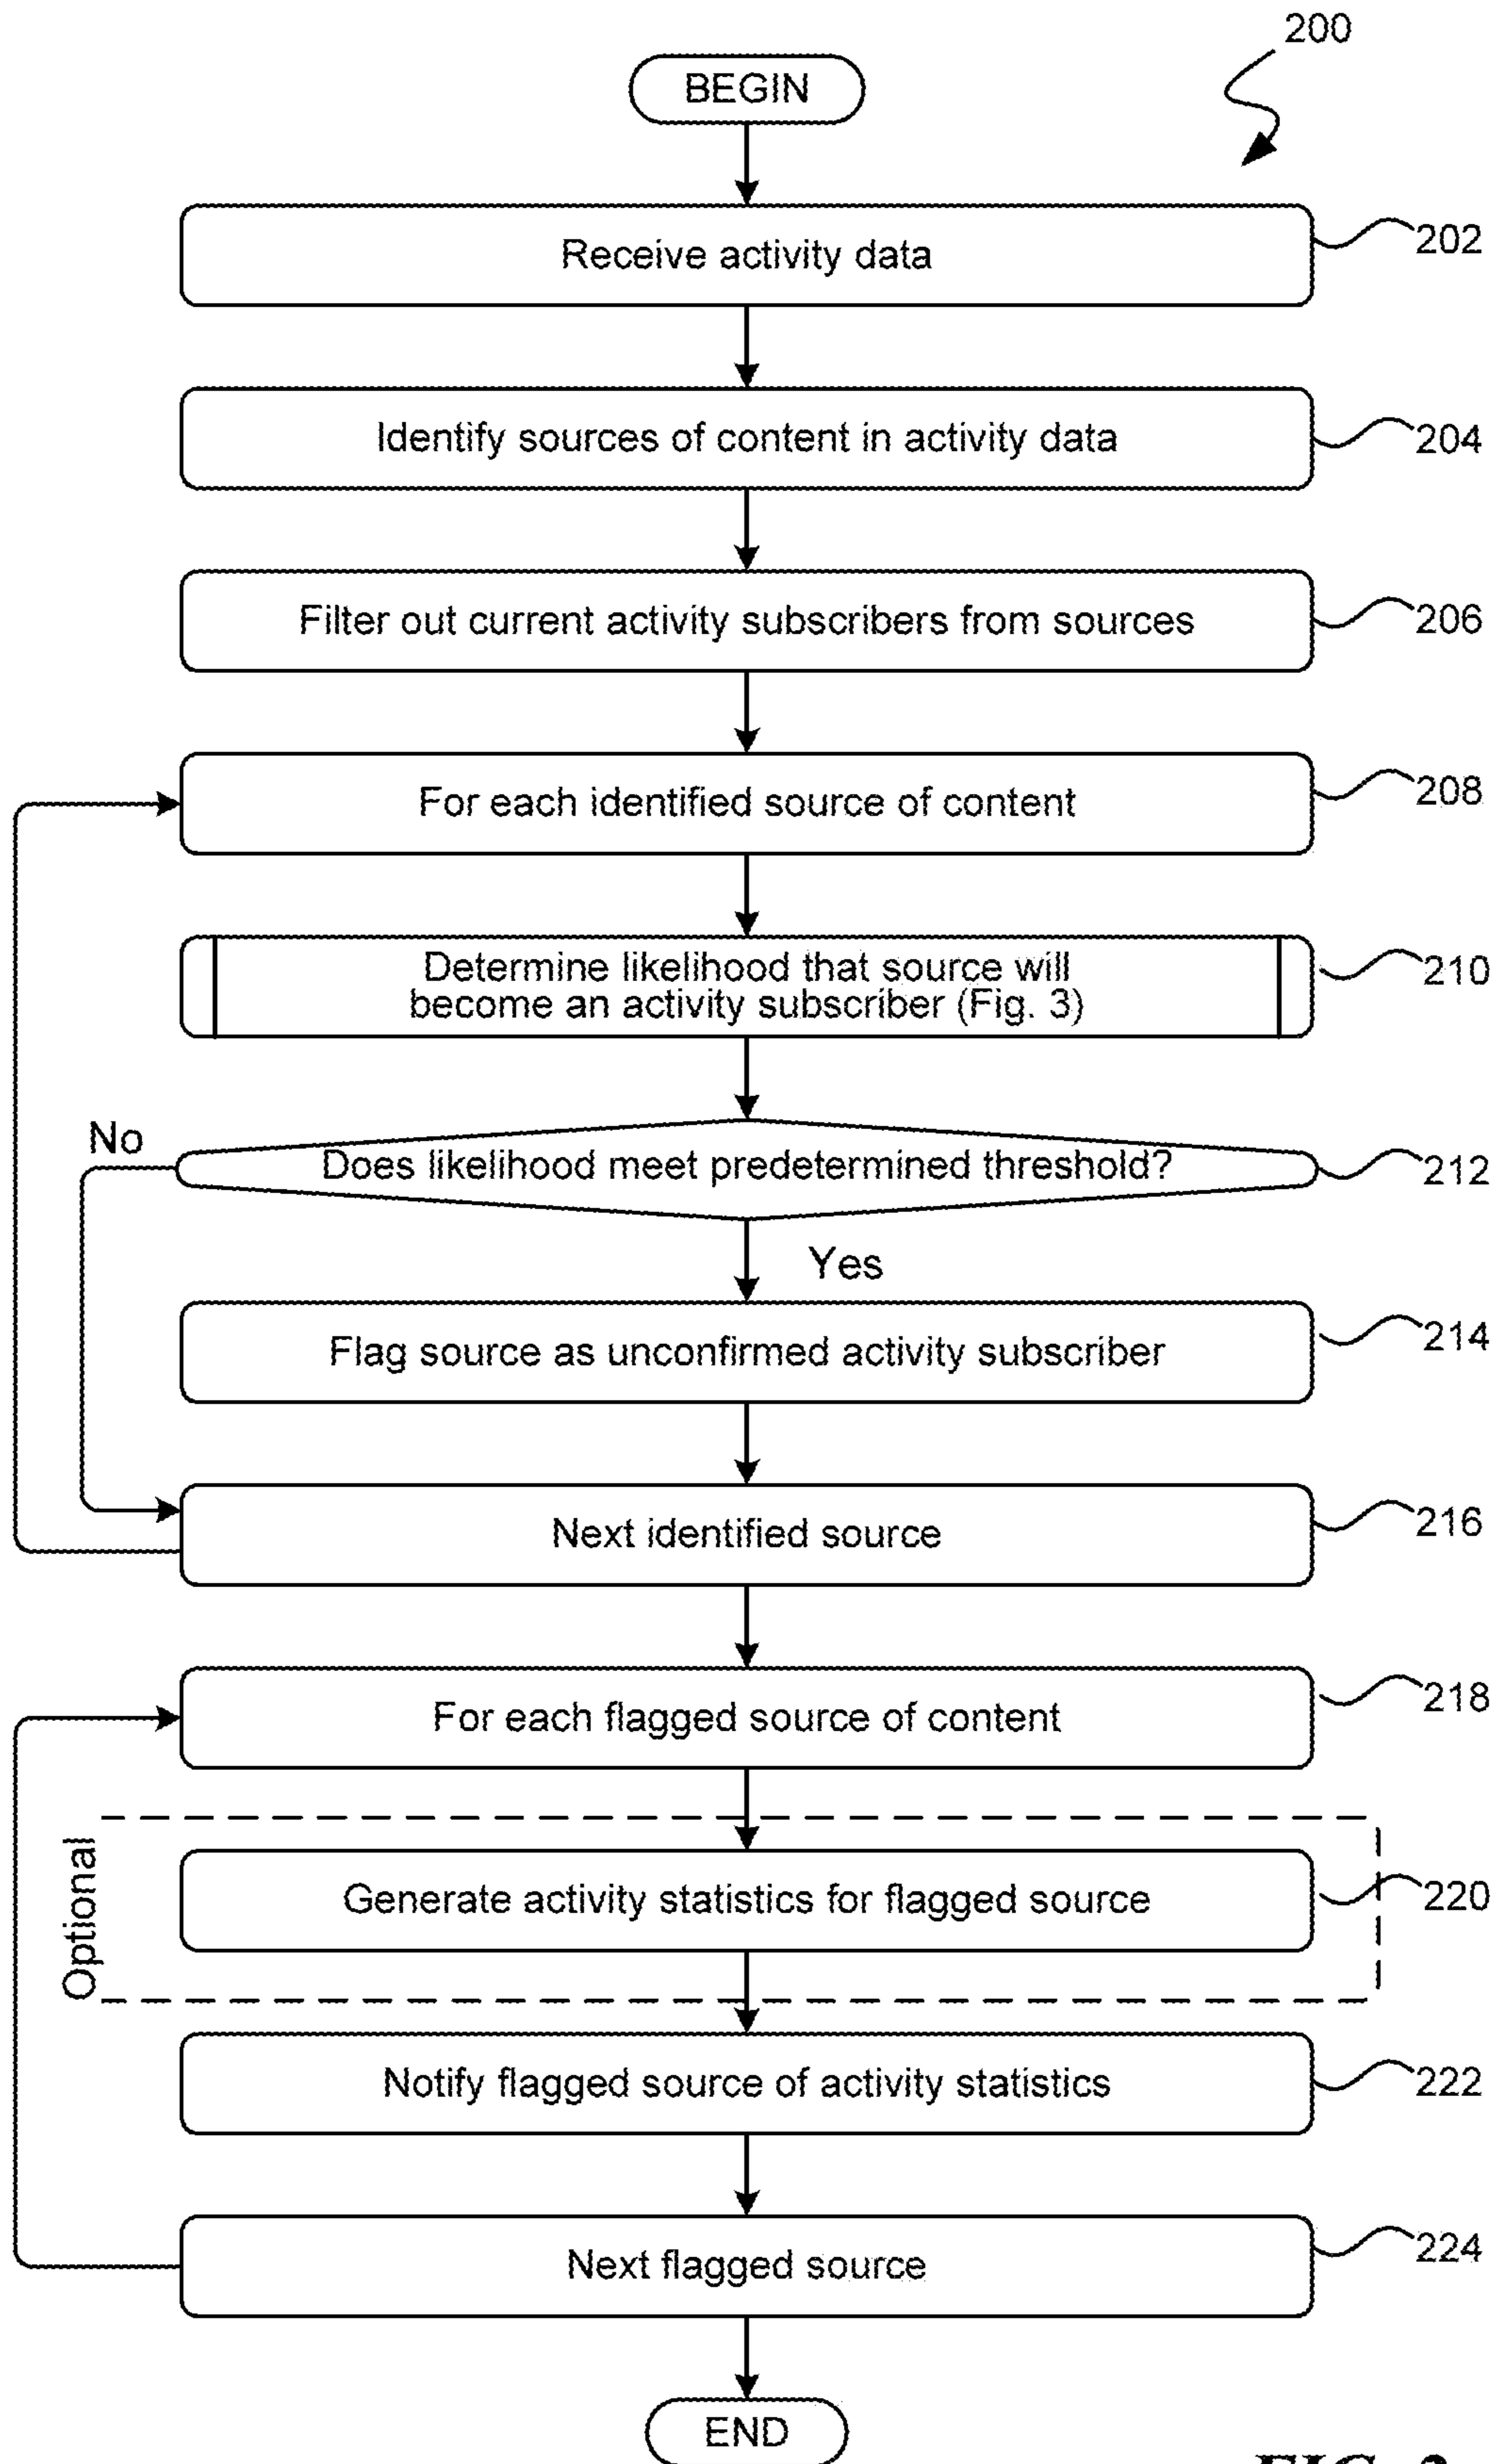 200
BEGIN
Receive activity data
202
Identify sources of content in activity data
204
Filter out current activity subscribers from sources
206
For each identified source of content
208
Determine likelihood that source will
become an activity subscriber (Fig. 3)
210
No
Does likelihood meet predetermined threshold?
212
Yes
Flag source as unconfirmed activity subscriber
214
Next identified source
216
For each flagged source of content
218
Optional
Generate activity statistics for flagged source
220
Notify flagged source of activity statistics
222
Next flagged source
224
END